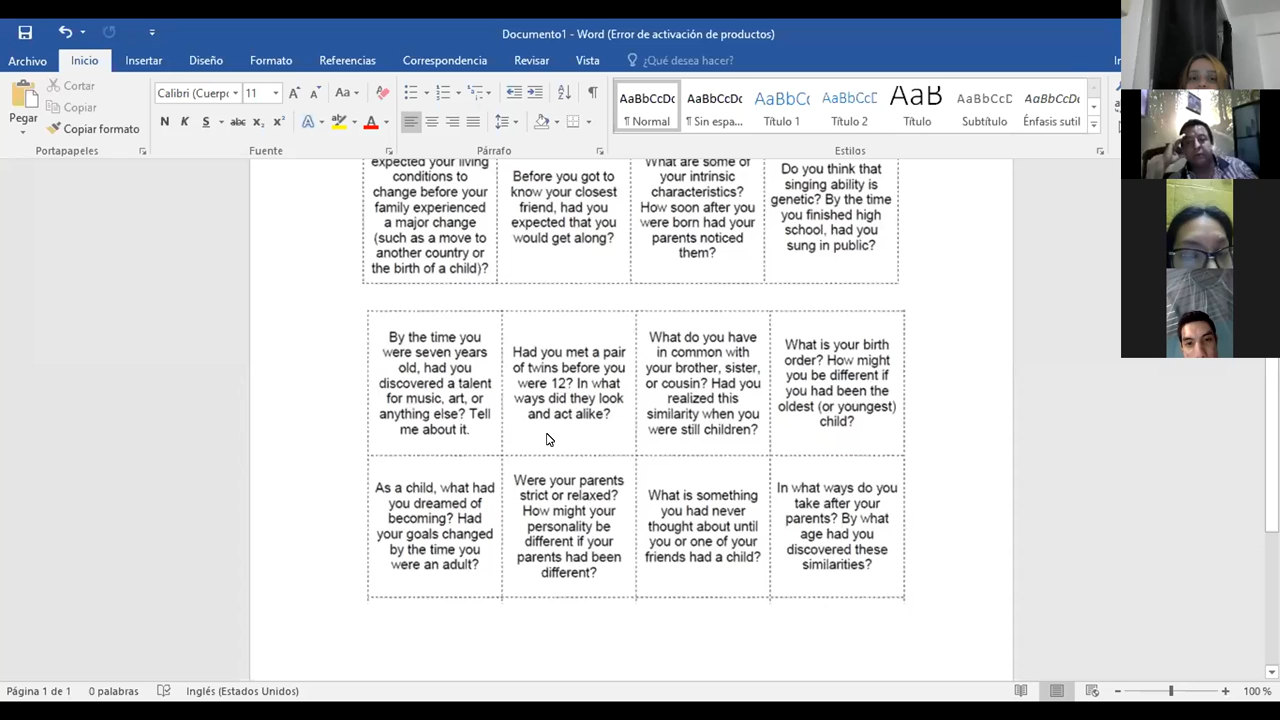 Documento1 - Word (Error de activación de productos)
Archivo
Inicio
Insertar
Diseño
Formato
Referencias
Correspondencia
Revisar
Vista
¿Qué desea hacer?
Pegar
Cortar
Copiar
Copiar formato
Portapapeles
Calibri (Cuerpo
11
Aa
N K S abc x₂ x²
A
Fuente
Párrafo
AaBbCcDc AaBbCcDc AaBbCc AaBbCcD AaB AaBbCcD AaBbCcDc
¶ Normal
¶ Sin espa...
Título 1
Título 2
Título
Subtítulo
Énfasis sutil
Estilos
expected your living
conditions to
change before your
family experienced
a major change
(such as a move to
another country or
the birth of a child)?
Before you got to
know your closest
friend, had you
expected that you
would get along?
What are some of
your intrinsic
characteristics?
How soon after you
were born had your
parents noticed
them?
Do you think that
singing ability is
genetic? By the time
you finished high
school, had you
sung in public?
By the time you
were seven years
old, had you
discovered a talent
for music, art, or
anything else? Tell
me about it.
Had you met a pair
of twins before you
were 12? In what
ways did they look
and act alike?
What do you have
in common with
your brother, sister,
or cousin? Had you
realized this
similarity when you
were still children?
What is your birth
order? How might
you be different if
you had been the
oldest (or youngest)
child?
As a child, what had
you dreamed of
becoming? Had
your goals changed
by the time you
were an adult?
Were your parents
strict or relaxed?
How might your
personality be
different if your
parents had been
different?
What is something
you had never
thought about until
you or one of your
friends had a child?
In what ways do you
take after your
parents? By what
age had you
discovered these
similarities?
Página 1 de 1
0 palabras
Inglés (Estados Unidos)
100 %